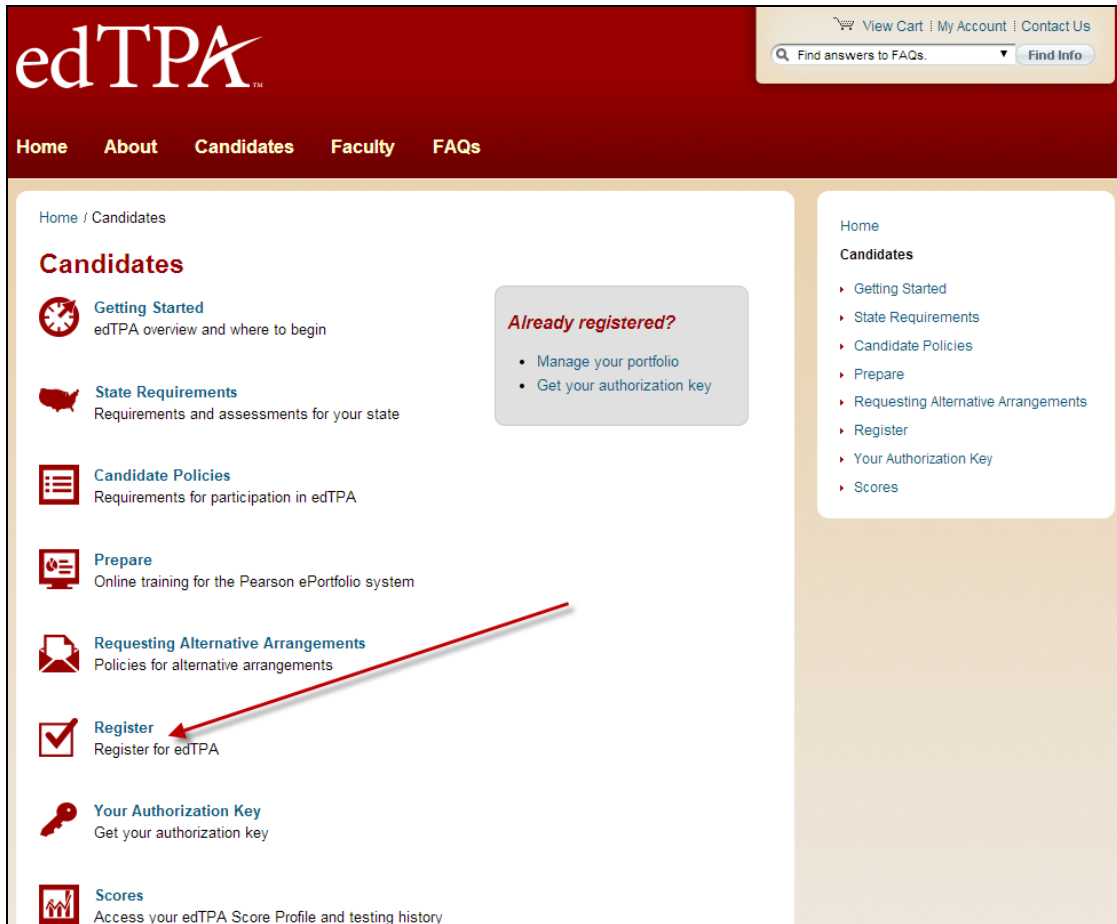 edTPA™
View Cart | My Account | Contact Us
Find answers to FAQs.
Find Info
Home About Candidates Faculty FAQs
Home / Candidates
Candidates
Getting Started
edTPA overview and where to begin
State Requirements
Requirements and assessments for your state
Candidate Policies
Requirements for participation in edTPA
Prepare
Online training for the Pearson ePortfolio system
Requesting Alternative Arrangements
Policies for alternative arrangements
Register
Register for edTPA
Your Authorization Key
Get your authorization key
Scores
Access your edTPA Score Profile and testing history
Already registered?
• Manage your portfolio
• Get your authorization key
Home
Candidates
Getting Started
State Requirements
Candidate Policies
Prepare
Requesting Alternative Arrangements
Register
Your Authorization Key
Scores